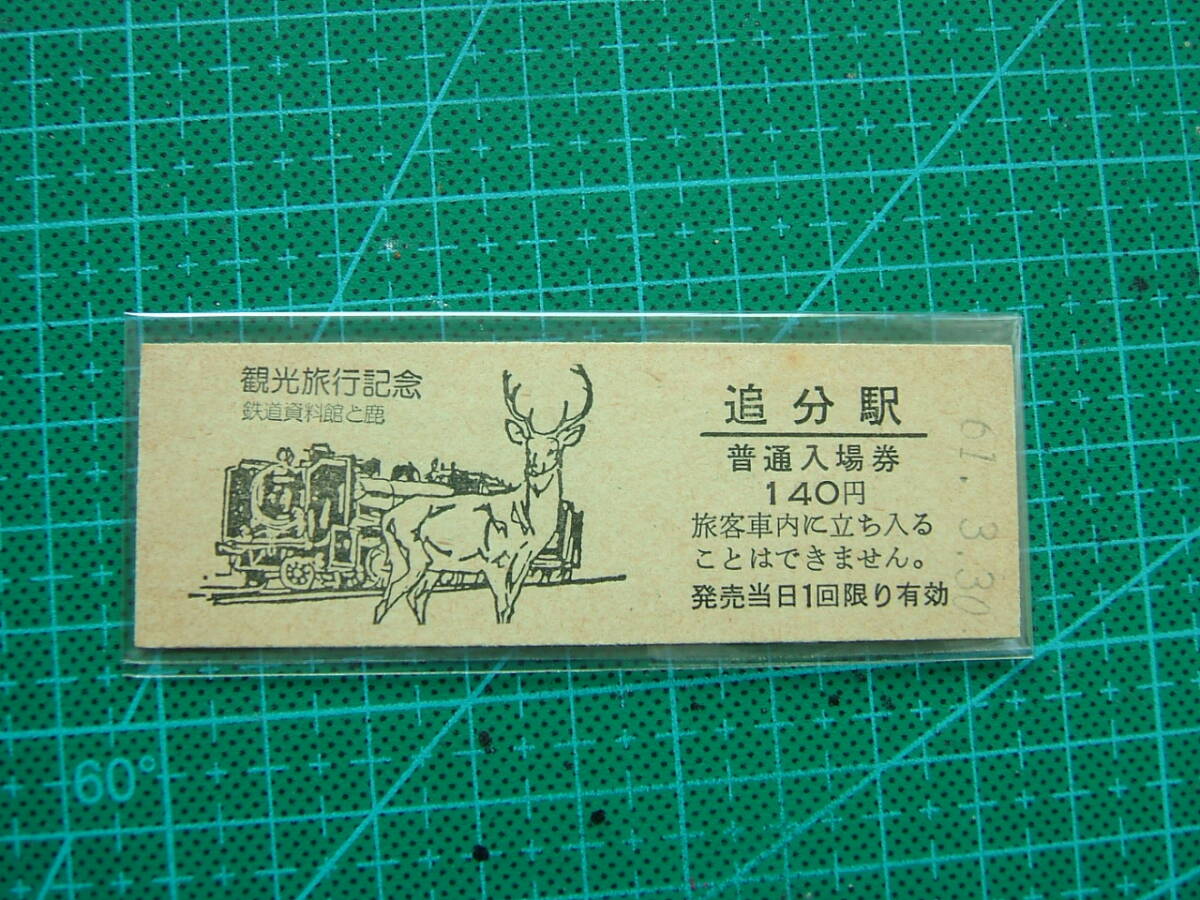 観光旅行記念
鉄道資料館と鹿
追分駅
普通入場券
140円
旅客車内に立ち入る
ことはできません。
発売当日1回限り有効
61.3.30
60°